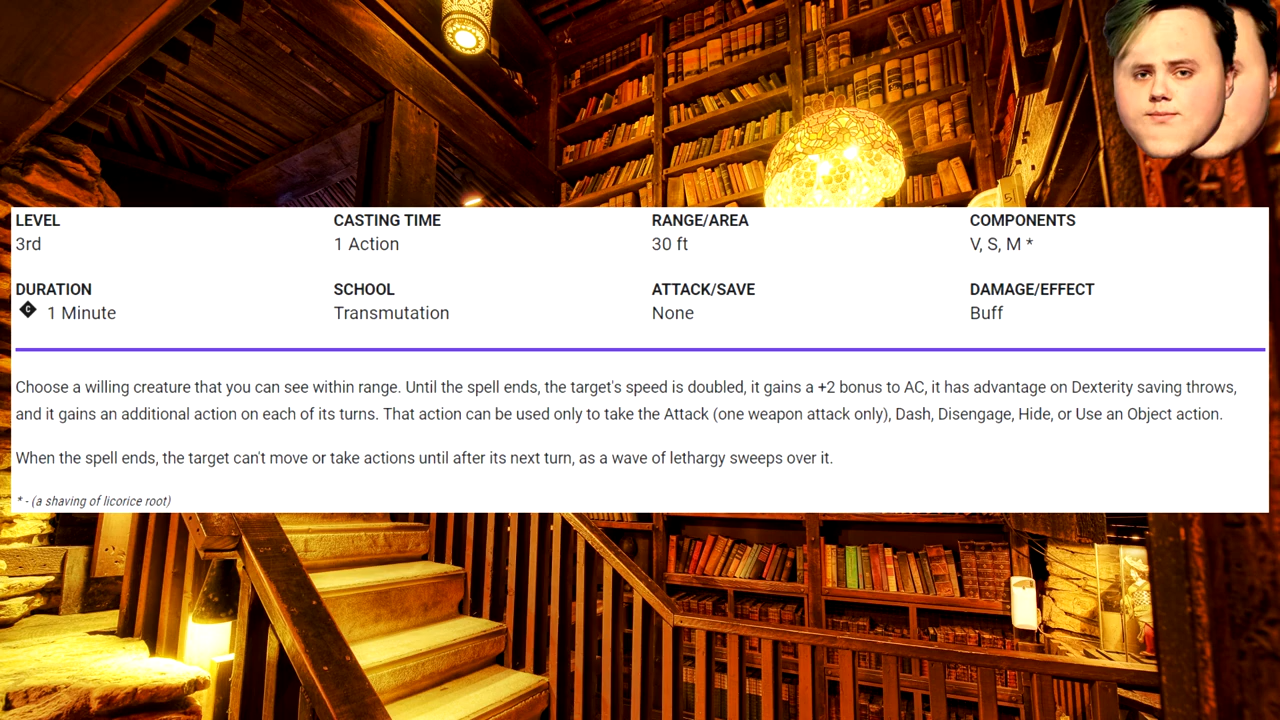 LEVEL CASTING TIME RANGE/AREA COMPONENTS
3rd 1 Action 30 ft V, S, M *
DURATION SCHOOL ATTACK/SAVE DAMAGE/EFFECT
C 1 Minute Transmutation None Buff
Choose a willing creature that you can see within range. Until the spell ends, the target's speed is doubled, it gains a +2 bonus to AC, it has advantage on Dexterity saving throws,
and it gains an additional action on each of its turns. That action can be used only to take the Attack (one weapon attack only), Dash, Disengage, Hide, or Use an Object action.
When the spell ends, the target can't move or take actions until after its next turn, as a wave of lethargy sweeps over it.
* - (a shaving of licorice root)